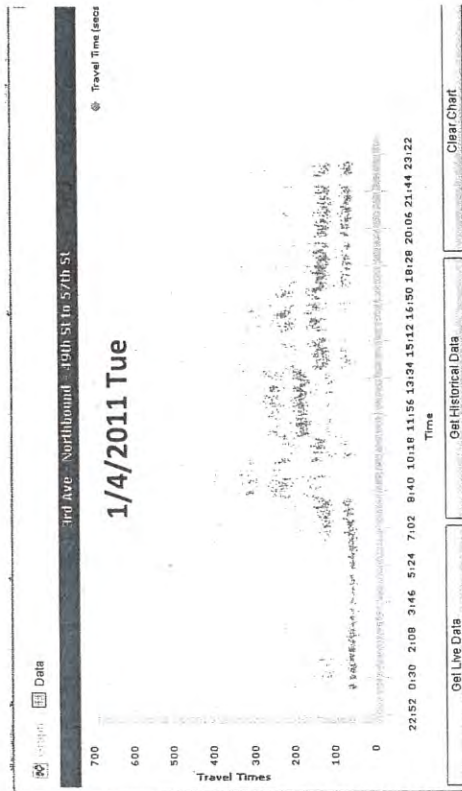 Data
3rd Ave - Northbound - 49th St to 57th St
Travel Time (secs
1/4/2011 Tue
700
600
500
400
300
200
100
0
Travel Times
22:52 0:30 2:08 3:46 5:24 7:02 8:40 10:18 11:56 13:34 15:12 16:50 18:28 20:06 21:44 23:22
Time
Get Live Data
Get Historical Data
Clear Chart